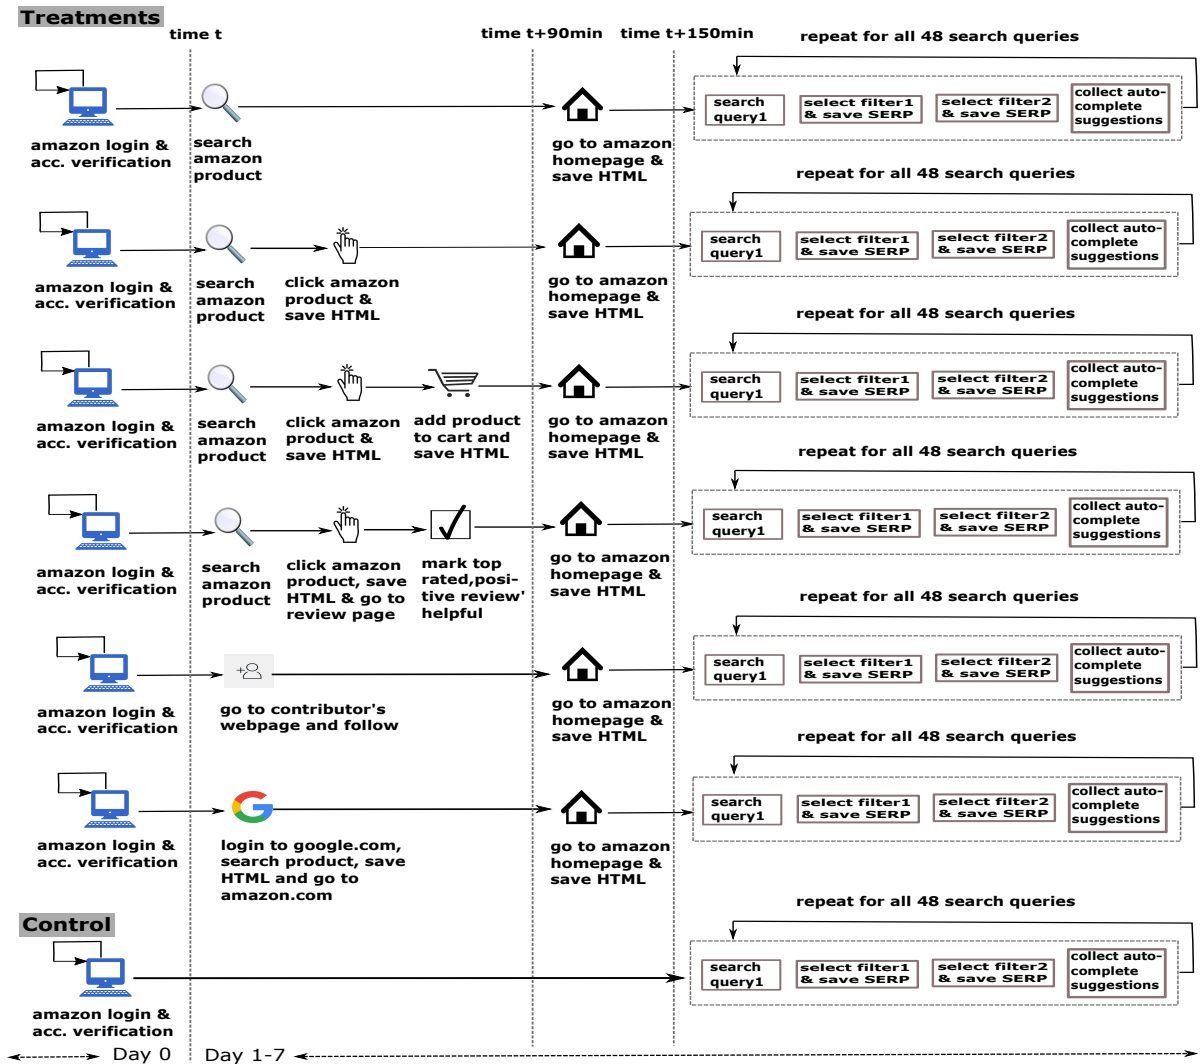 Treatments
time t
time t+90min
time t+150min
repeat for all 48 search queries
amazon login &
acc. verification
search
amazon
product
go to amazon
homepage &
save HTML
search
query1
select filter1
& save SERP
select filter2
& save SERP
collect auto-
complete
suggestions
repeat for all 48 search queries
amazon login &
acc. verification
search
amazon
product
click amazon
product &
save HTML
go to amazon
homepage &
save HTML
search
query1
select filter1
& save SERP
select filter2
& save SERP
collect auto-
complete
suggestions
repeat for all 48 search queries
amazon login &
acc. verification
search
amazon
product
click amazon
product &
save HTML
add product
to cart and
save HTML
go to amazon
homepage &
save HTML
search
query1
select filter1
& save SERP
select filter2
& save SERP
collect auto-
complete
suggestions
repeat for all 48 search queries
amazon login &
acc. verification
search
amazon
product
click amazon
product, save
HTML & go to
review page
mark top
rated,posi-
tive review'
helpful
go to amazon
homepage &
save HTML
search
query1
select filter1
& save SERP
select filter2
& save SERP
collect auto-
complete
suggestions
repeat for all 48 search queries
amazon login &
acc. verification
go to contributor's
webpage and follow
go to amazon
homepage &
save HTML
search
query1
select filter1
& save SERP
select filter2
& save SERP
collect auto-
complete
suggestions
repeat for all 48 search queries
amazon login &
acc. verification
login to google.com,
search product, save
HTML and go to
amazon.com
go to amazon
homepage &
save HTML
search
query1
select filter1
& save SERP
select filter2
& save SERP
collect auto-
complete
suggestions
Control
repeat for all 48 search queries
amazon login &
acc. verification
search
query1
select filter1
& save SERP
select filter2
& save SERP
collect auto-
complete
suggestions
Day 0
Day 1-7